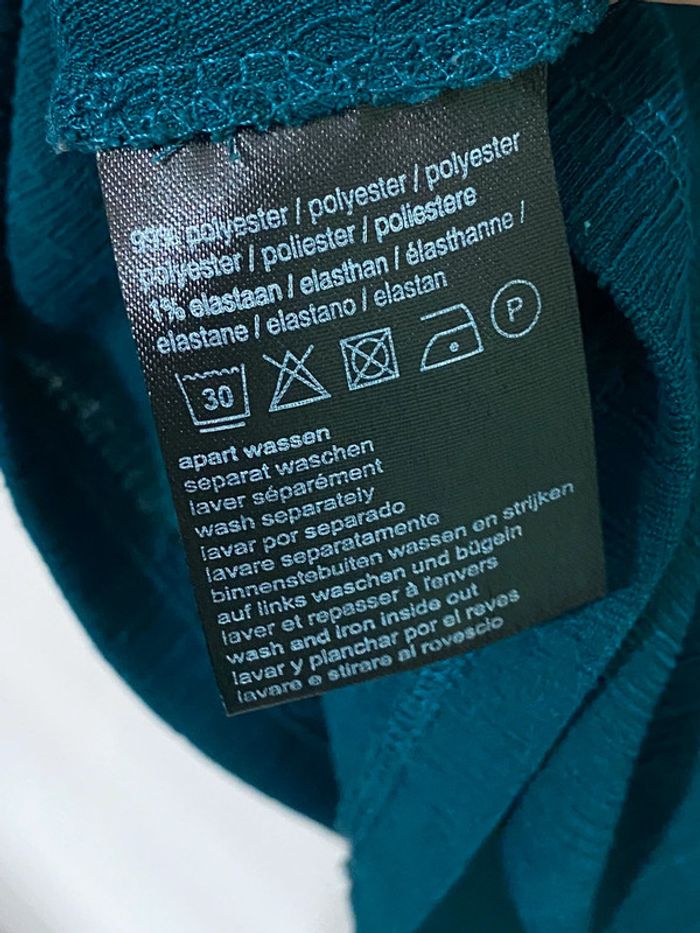 99% polyester / polyester / polyester
polyester / poliester / poliestere
1% elastaan / elasthan / élasthanne /
elastane / elastano / elastan
30
P
apart wassen
separat waschen
laver séparément
wash separately
lavar por separado
lavare separatamente
binnenstebuiten wassen en strijken
auf links waschen und bügeln
laver et repasser à l'envers
wash and iron inside out
lavar y planchar por el reves
lavare e stirare al rovescio